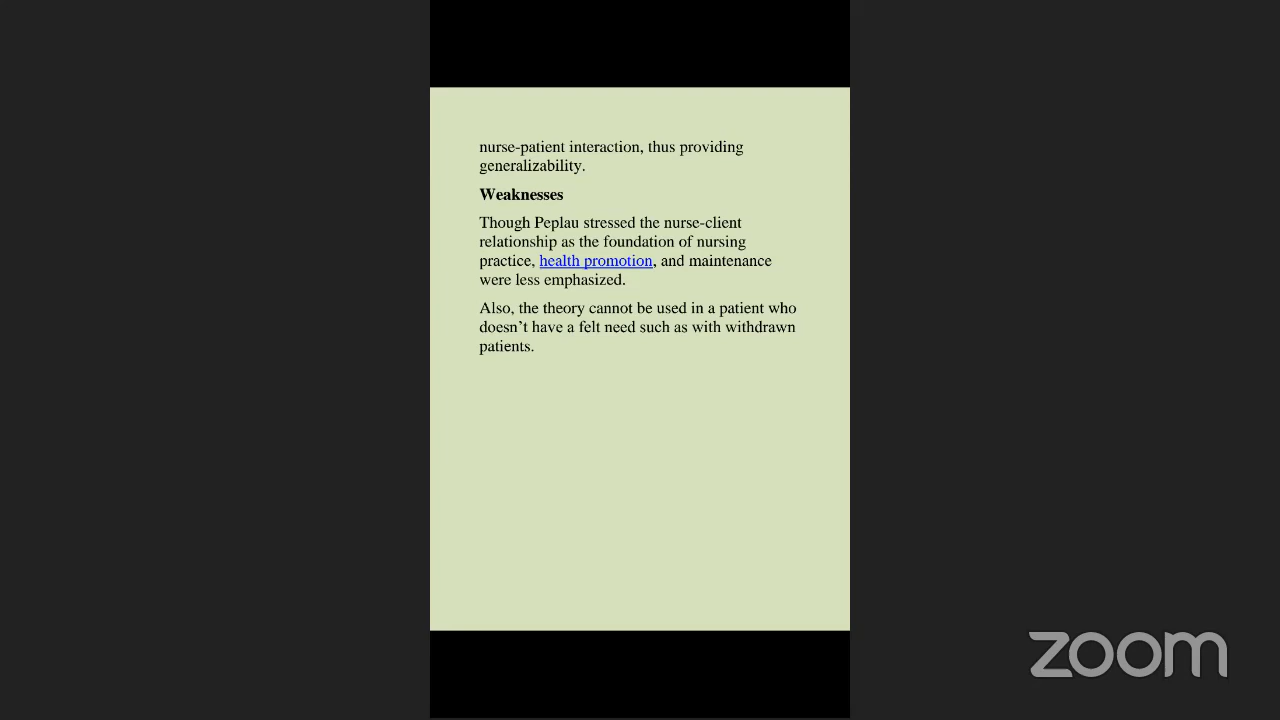 nurse-patient interaction, thus providing
generalizability.
Weaknesses
Though Peplau stressed the nurse-client
relationship as the foundation of nursing
practice, health promotion, and maintenance
were less emphasized.
Also, the theory cannot be used in a patient who
doesn’t have a felt need such as with withdrawn
patients.
zoom